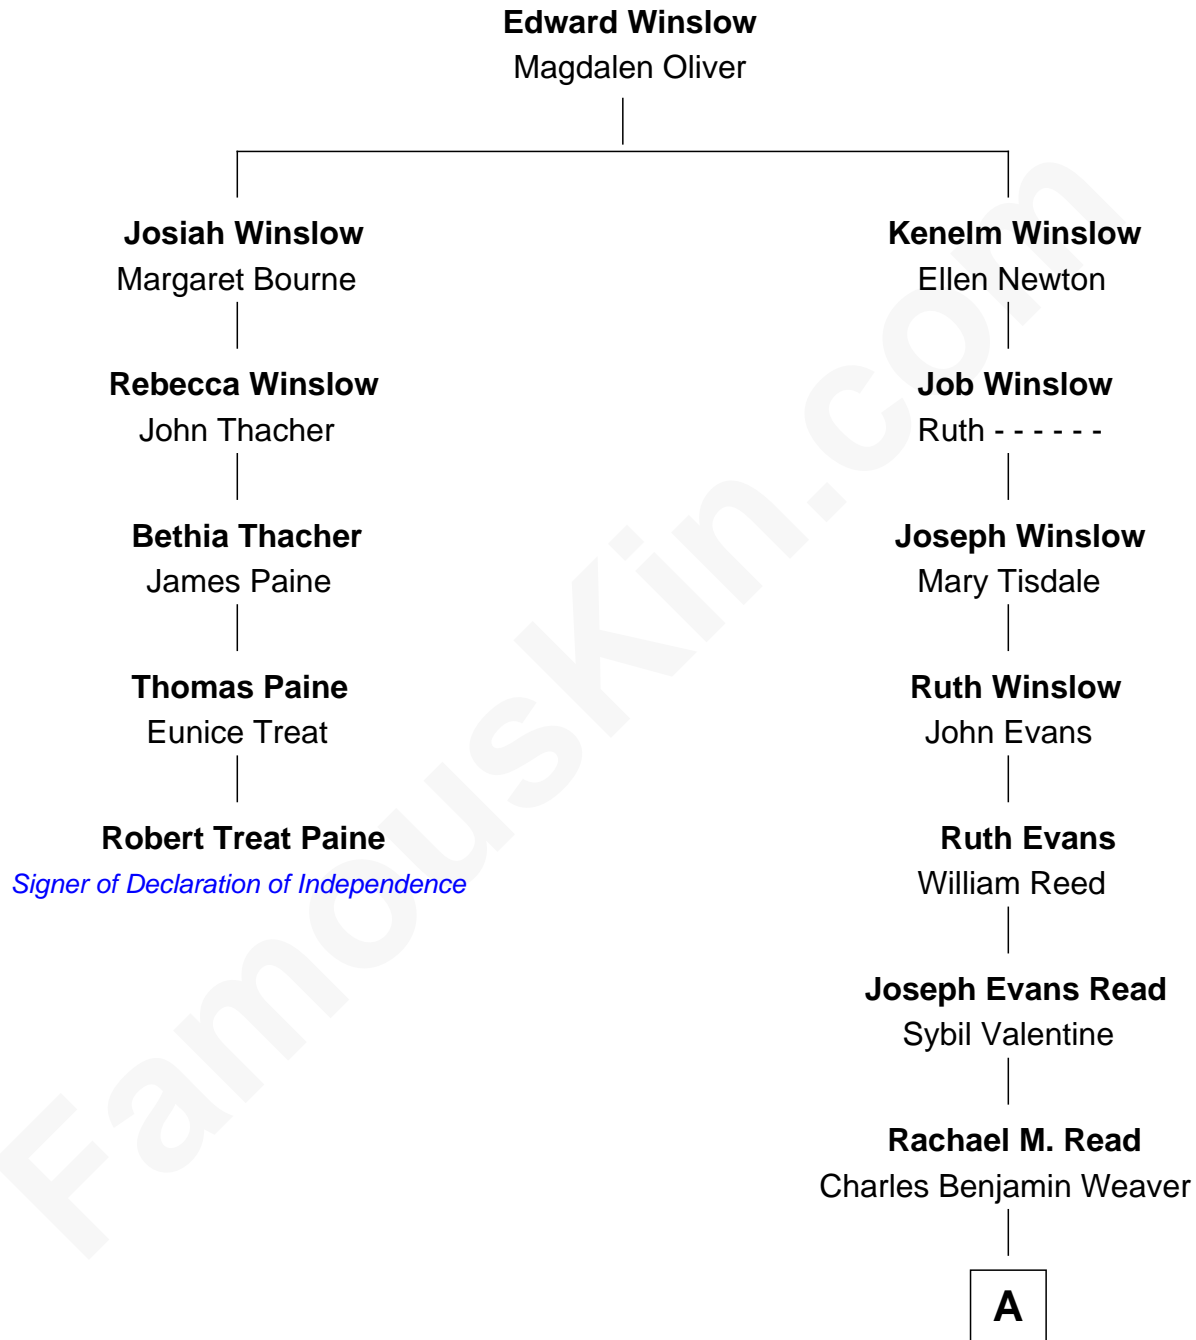 Edward Winslow
Magdalen Oliver
Josiah Winslow
Margaret Bourne
Kenelm Winslow
Ellen Newton
Rebecca Winslow
John Thacher
Job Winslow
Ruth - - - - - -
Bethia Thacher
James Paine
Joseph Winslow
Mary Tisdale
Thomas Paine
Eunice Treat
Ruth Winslow
John Evans
Robert Treat Paine
Signer of Declaration of Independence
Ruth Evans
William Reed
Joseph Evans Read
Sybil Valentine
Rachael M. Read
Charles Benjamin Weaver
A
FamousKin.com